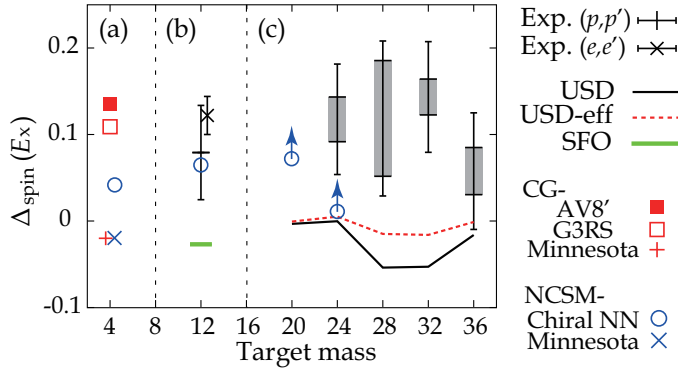 (a) (b) (c)
0.2
0.1
0
-0.1
4 8 12 16 20 24 28 32 36
Target mass
Δspin (Ex)
Exp. (p,p′)
Exp. (e,e′)
USD
USD-eff
SFO
CG-
AV8′
G3RS
Minnesota
NCSM-
Chiral NN
Minnesota